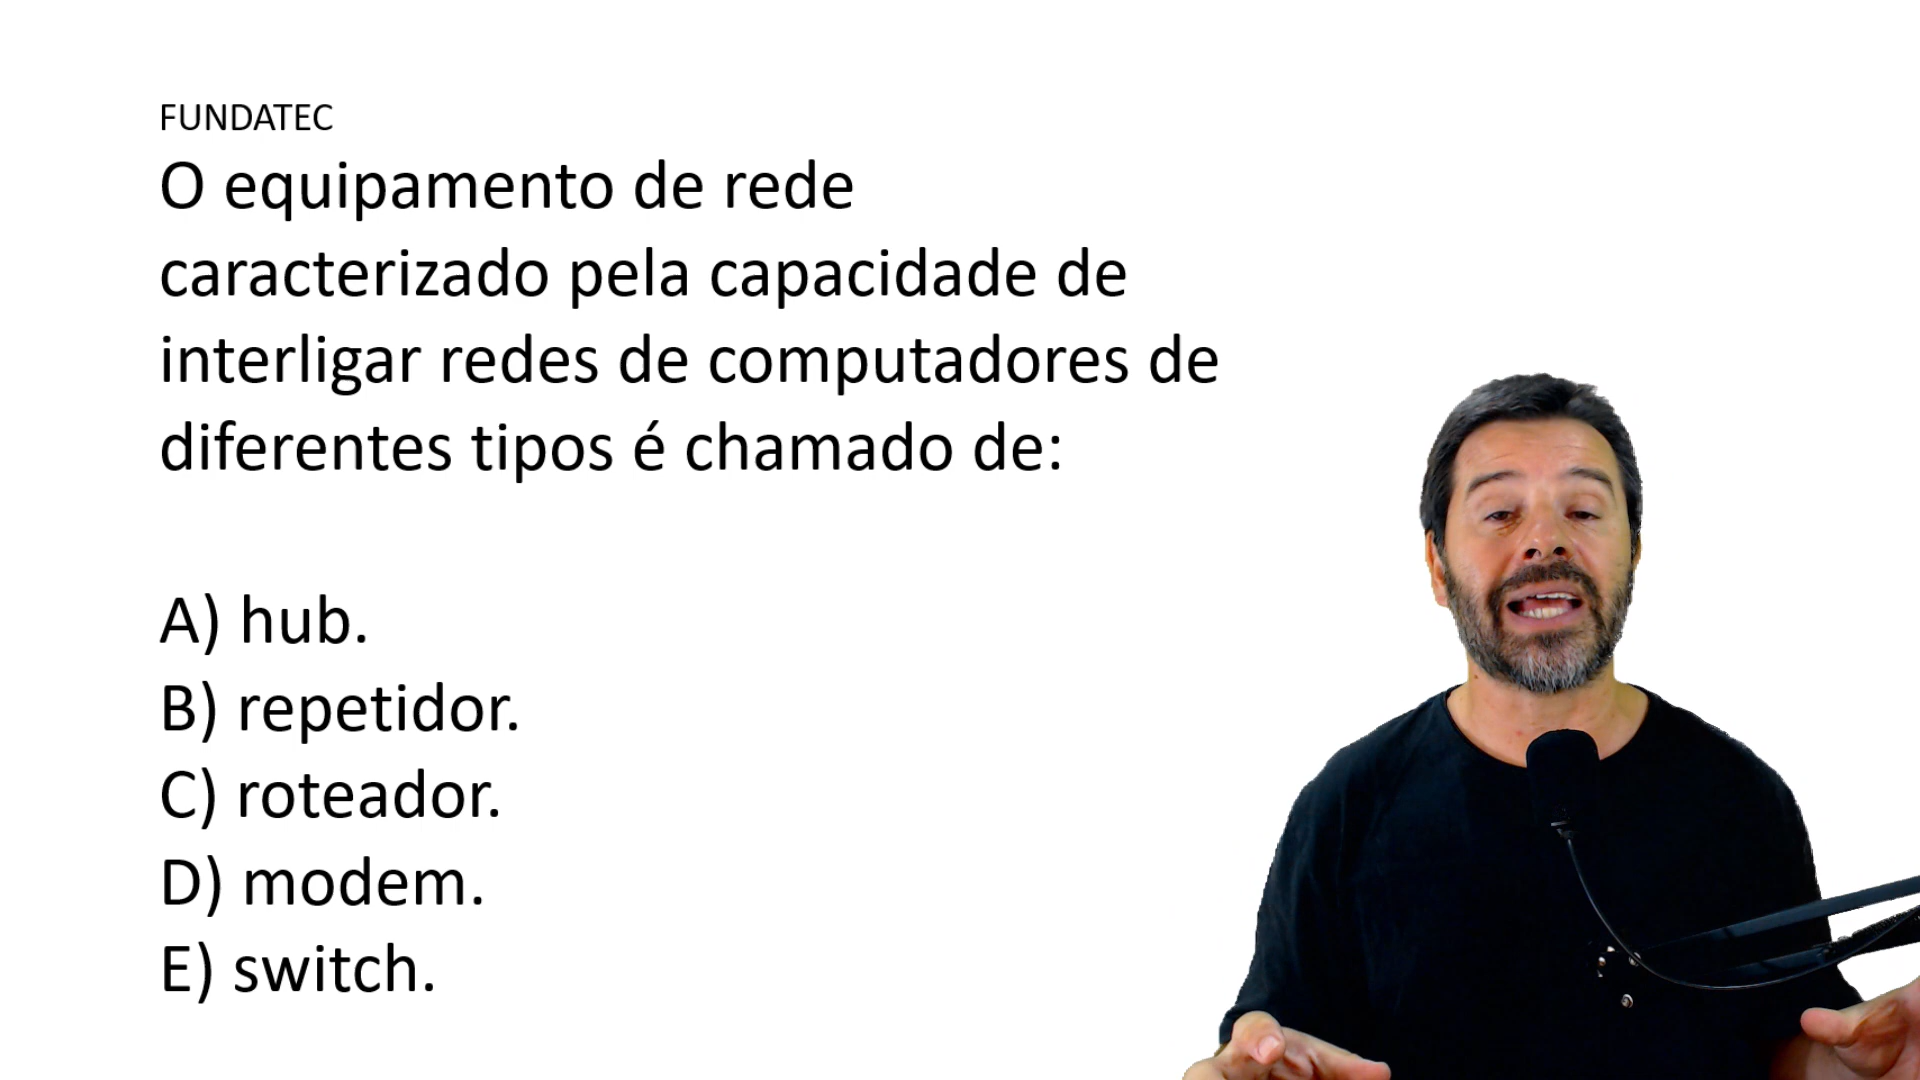 FUNDATEC
O equipamento de rede
caracterizado pela capacidade de
interligar redes de computadores de
diferentes tipos é chamado de:
A) hub.
B) repetidor.
C) roteador.
D) modem.
E) switch.